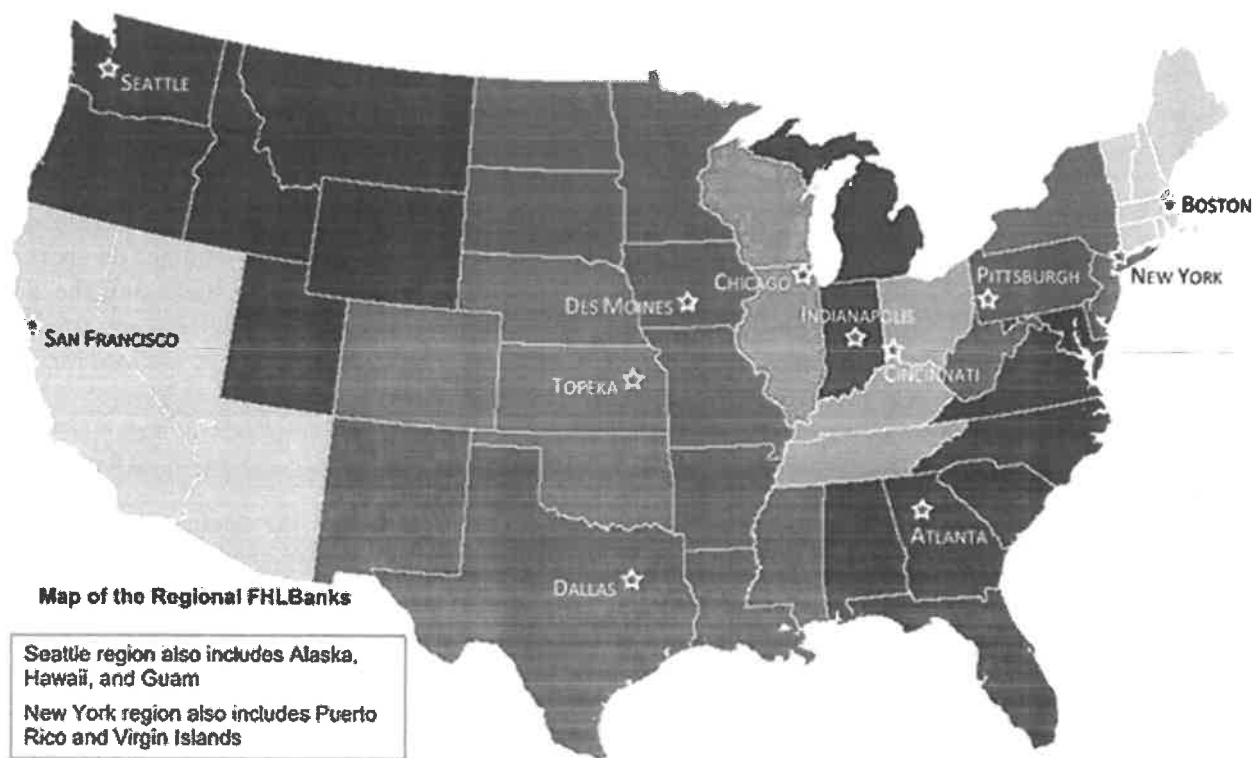 SEATTLE
BOSTON
CHICAGO
PITTSBURGH
NEW YORK
DES MOINES
INDIANAPOLIS
SAN FRANCISCO
CINCINNATI
TOPEKA
ATLANTA
DALLAS
Map of the Regional FHLBanks
Seattle region also includes Alaska,
Hawaii, and Guam
New York region also includes Puerto
Rico and Virgin Islands